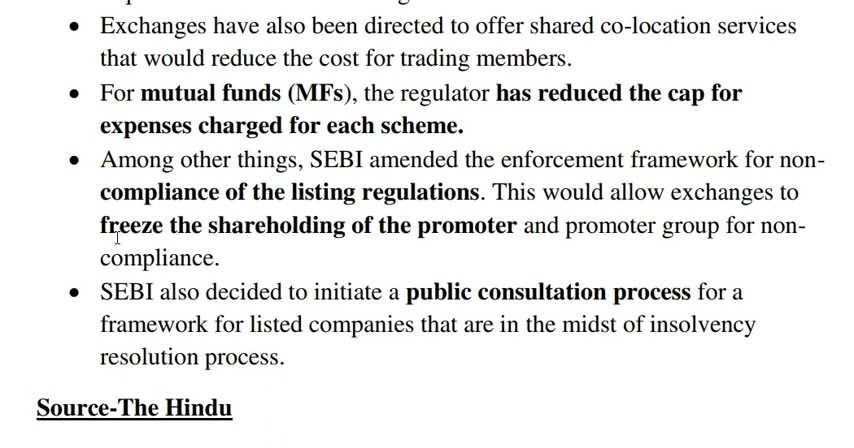 • Exchanges have also been directed to offer shared co-location services
that would reduce the cost for trading members.
• For mutual funds (MFs), the regulator has reduced the cap for
expenses charged for each scheme.
• Among other things, SEBI amended the enforcement framework for non-
compliance of the listing regulations. This would allow exchanges to
freeze the shareholding of the promoter and promoter group for non-
compliance.
• SEBI also decided to initiate a public consultation process for a
framework for listed companies that are in the midst of insolvency
resolution process.
Source-The Hindu